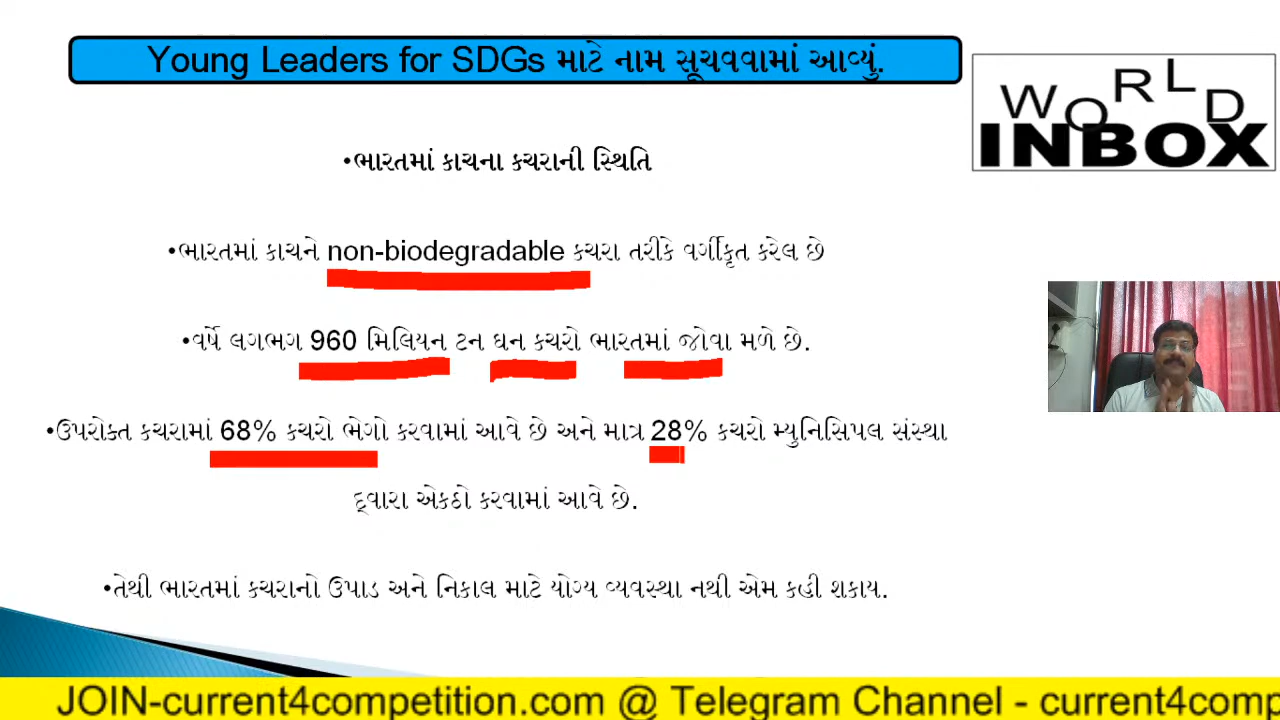 Young Leaders for SDGs માટે નામ સૂચવવામાં આવ્યું.
WORLD
INBOX
•ભારતમાં કાચના કચરાની સ્થિતિ
•ભારતમાં કાચને non-biodegradable કચરા તરીકે વર્ગીકૃત કરેલ છે
•વર્ષે લગભગ 960 મિલિયન ટન ઘન કચરો ભારતમાં જોવા મળે છે.
•ઉપરોક્ત કચરામાં 68% કચરો ભેગો કરવામાં આવે છે અને માત્ર 28% કચરો મ્યુનિસિપલ સંસ્થા
દ્વારા એકઠો કરવામાં આવે છે.
•તેથી ભારતમાં કચરાનો ઉપાડ અને નિકાલ માટે યોગ્ય વ્યવસ્થા નથી એમ કહી શકાય.
JOIN-current4competition.com @ Telegram Channel - current4comp